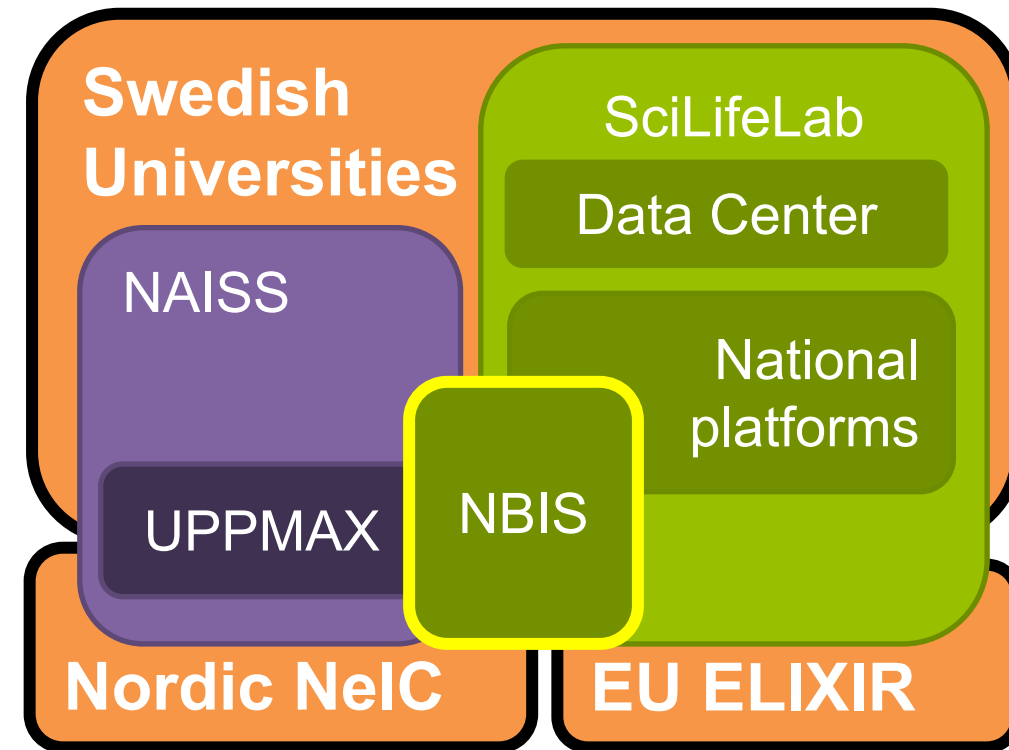 Swedish
Universities
SciLifeLab
Data Center
NAISS
National
platforms
NBIS
UPPMAX
Nordic NeIC
EU ELIXIR